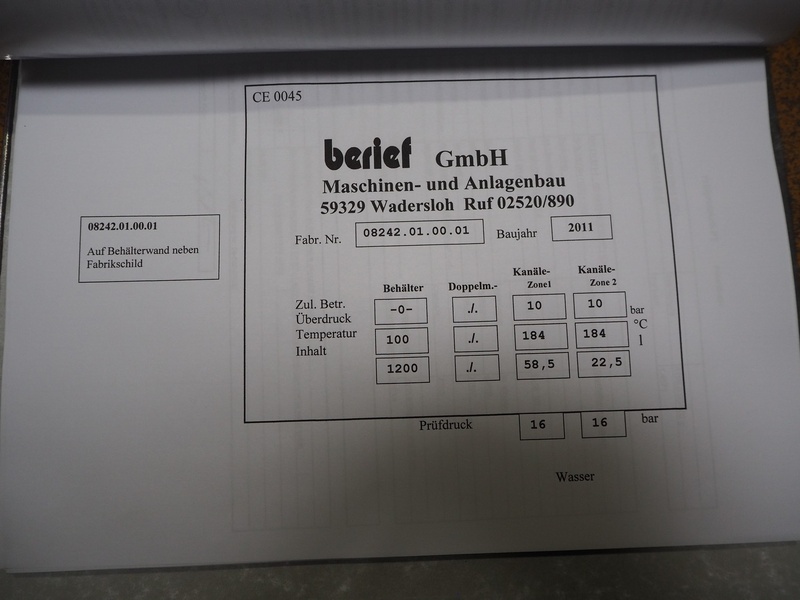 CE 0045
berief GmbH
Maschinen- und Anlagenbau
59329 Wadersloh Ruf 02520/890
08242.01.00.01
Auf Behälterwand neben
Fabrikschild
Fabr. Nr. 08242.01.00.01 Baujahr 2011
Behälter Doppelm.- Kanäle- Zone1 Kanäle- Zone 2
Zul. Betr.
Überdruck -0- ./. 10 10 bar
Temperatur 100 ./. 184 184 °C
Inhalt 1200 ./. 58,5 22,5 l
Prüfdruck 16 16 bar
Wasser